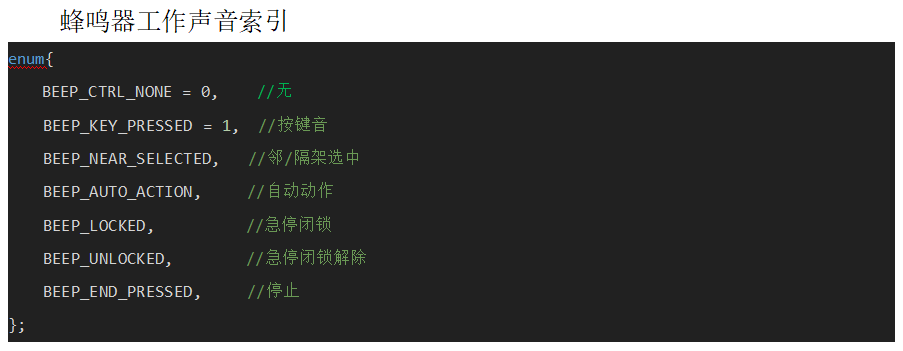 蜂鸣器工作声音索引
enum{
BEEP_CTRL_NONE = 0, //无
BEEP_KEY_PRESSED = 1, //按键音
BEEP_NEAR_SELECTED, //邻/隔架选中
BEEP_AUTO_ACTION, //自动动作
BEEP_LOCKED, //急停闭锁
BEEP_UNLOCKED, //急停闭锁解除
BEEP_END_PRESSED, //停止
};